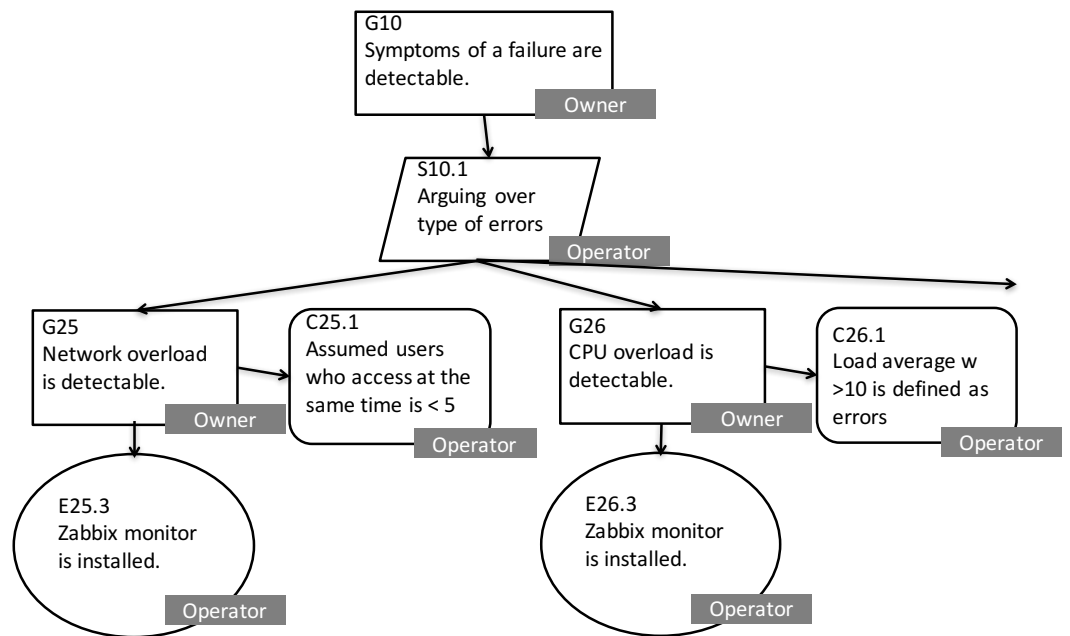 G10
Symptoms of a failure are
detectable.
Owner
S10.1
Arguing over
type of errors
Operator
G25
Network overload
is detectable.
Owner
C25.1
Assumed users
who access at the
same time is < 5
Operator
G26
CPU overload is
detectable.
Owner
C26.1
Load average w
>10 is defined as
errors
Operator
E25.3
Zabbix monitor
is installed.
Operator
E26.3
Zabbix monitor
is installed.
Operator